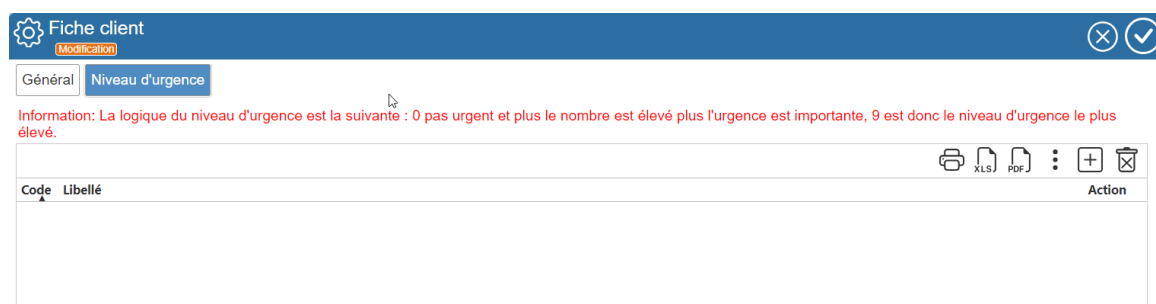 Fiche client
Modification
Général Niveau d'urgence
Information: La logique du niveau d'urgence est la suivante : 0 pas urgent et plus le nombre est élevé plus l'urgence est importante, 9 est donc le niveau d'urgence le plus
élevé.
XLS PDF
Code Libellé Action